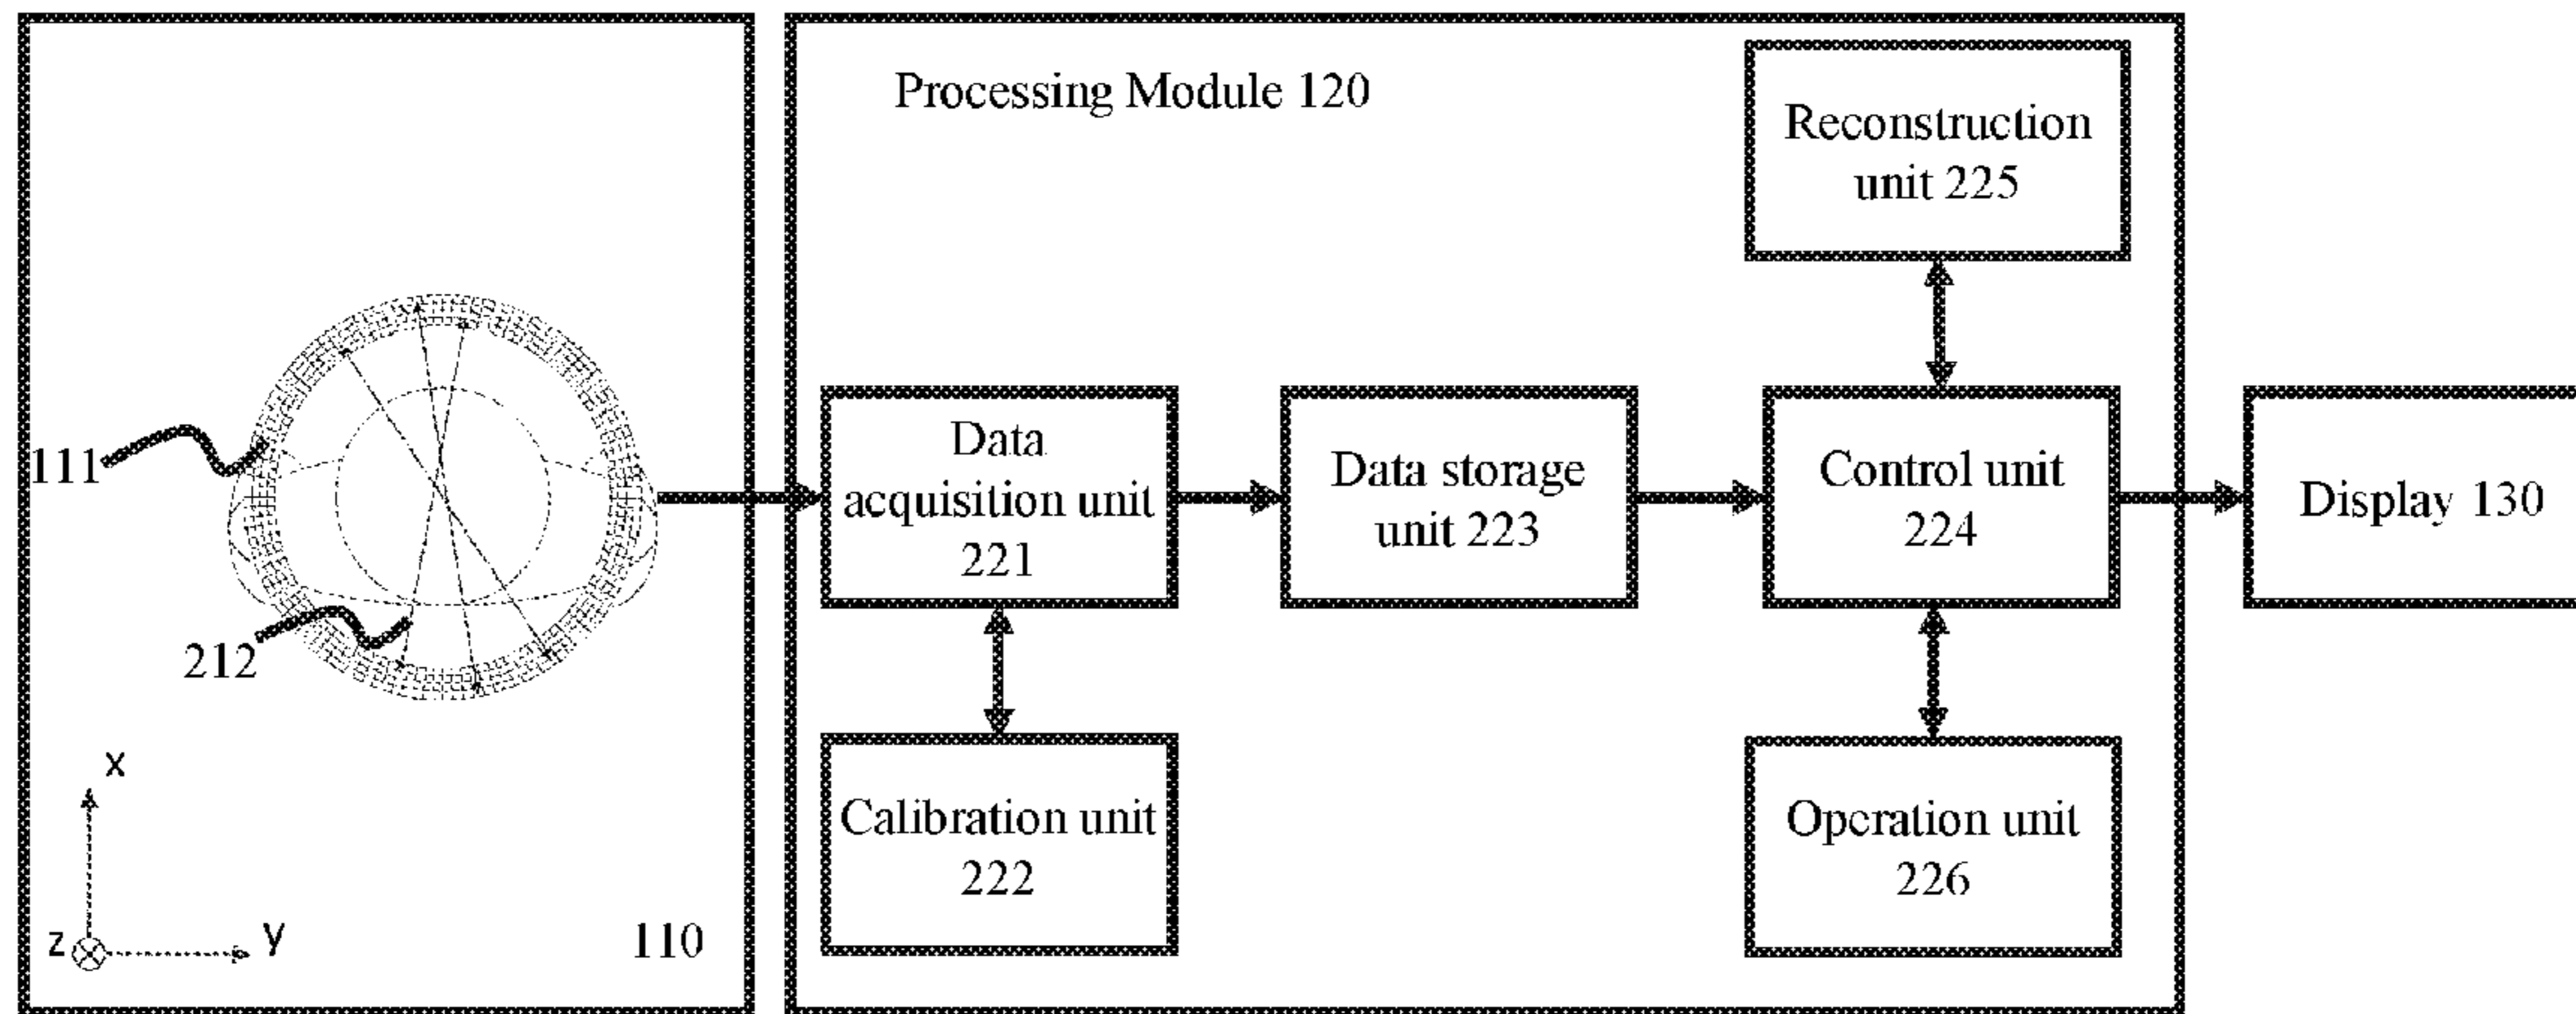 Processing Module 120
Reconstruction
unit 225
111
212
Data
acquisition unit
221
Data storage
unit 223
Control unit
224
Display 130
Calibration unit
222
Operation unit
226
x
z
y
110